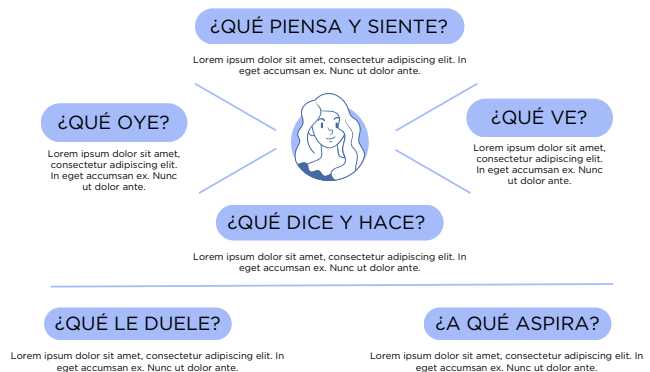 ¿QUÉ PIENSA Y SIENTE?
Lorem ipsum dolor sit amet, consectetur adipiscing elit. In
eget accumsan ex. Nunc ut dolor ante.
¿QUÉ OYE?
Lorem ipsum dolor sit amet,
consectetur adipiscing elit.
In eget accumsan ex. Nunc
ut dolor ante.
¿QUÉ VE?
Lorem ipsum dolor sit amet,
consectetur adipiscing elit.
In eget accumsan ex. Nunc
ut dolor ante.
¿QUÉ DICE Y HACE?
Lorem ipsum dolor sit amet, consectetur adipiscing elit. In
eget accumsan ex. Nunc ut dolor ante.
¿QUÉ LE DUELE?
Lorem ipsum dolor sit amet, consectetur adipiscing elit. In
eget accumsan ex. Nunc ut dolor ante.
¿A QUÉ ASPIRA?
Lorem ipsum dolor sit amet, consectetur adipiscing elit. In
eget accumsan ex. Nunc ut dolor ante.